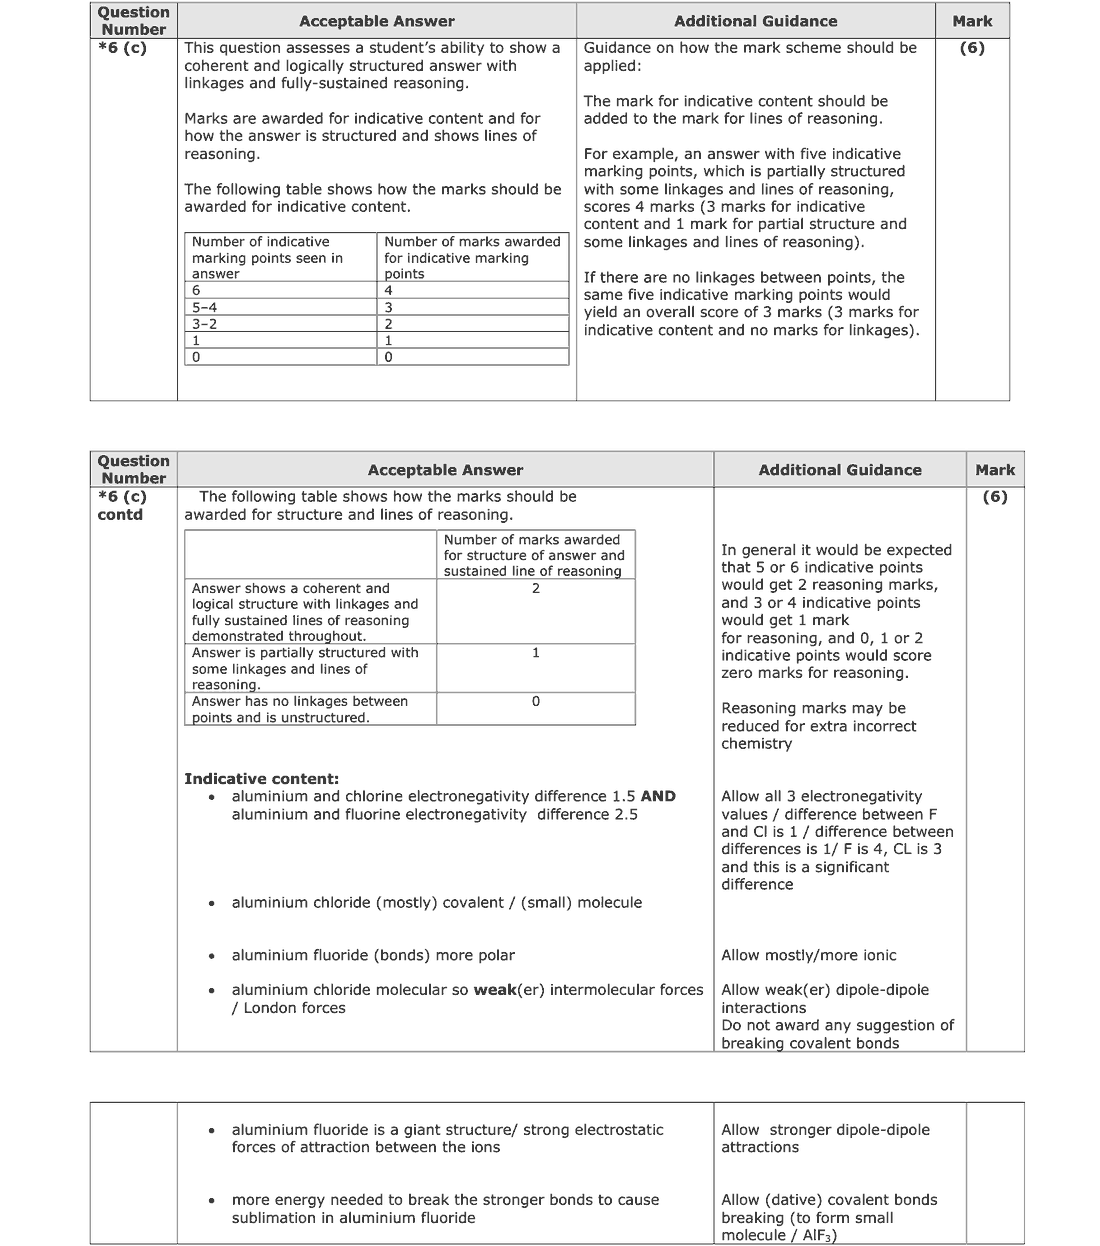 Question Number
Acceptable Answer
Additional Guidance
Mark
*6 (c)
This question assesses a student's ability to show a
coherent and logically structured answer with
linkages and fully-sustained reasoning.
Marks are awarded for indicative content and for
how the answer is structured and shows lines of
reasoning.
The following table shows how the marks should be
awarded for indicative content.
Number of indicative
marking points seen in
answer
Number of marks awarded
for indicative marking
points
6 4
5–4 3
3–2 2
1 1
0 0
Guidance on how the mark scheme should be
applied:
The mark for indicative content should be
added to the mark for lines of reasoning.
For example, an answer with five indicative
marking points, which is partially structured
with some linkages and lines of reasoning,
scores 4 marks (3 marks for indicative
content and 1 mark for partial structure and
some linkages and lines of reasoning).
If there are no linkages between points, the
same five indicative marking points would
yield an overall score of 3 marks (3 marks for
indicative content and no marks for linkages).
(6)
Question
Number
Acceptable Answer
Additional Guidance
Mark
*6 (c)
contd
The following table shows how the marks should be
awarded for structure and lines of reasoning.
Number of marks awarded
for structure of answer and
sustained line of reasoning
Answer shows a coherent and
logical structure with linkages and
fully sustained lines of reasoning
demonstrated throughout.
2
Answer is partially structured with
some linkages and lines of
reasoning.
1
Answer has no linkages between
points and is unstructured.
0
In general it would be expected
that 5 or 6 indicative points
would get 2 reasoning marks,
and 3 or 4 indicative points
would get 1 mark
for reasoning, and 0, 1 or 2
indicative points would score
zero marks for reasoning.
Reasoning marks may be
reduced for extra incorrect
chemistry
(6)
Indicative content:
• aluminium and chlorine electronegativity difference 1.5 AND
aluminium and fluorine electronegativity difference 2.5
Allow all 3 electronegativity
values / difference between F
and Cl is 1 / difference between
differences is 1/ F is 4, CL is 3
and this is a significant
difference
• aluminium chloride (mostly) covalent / (small) molecule
• aluminium fluoride (bonds) more polar
Allow mostly/more ionic
• aluminium chloride molecular so weak(er) intermolecular forces
/ London forces
Allow weak(er) dipole-dipole
interactions
Do not award any suggestion of
breaking covalent bonds
• aluminium fluoride is a giant structure/ strong electrostatic
forces of attraction between the ions
Allow stronger dipole-dipole
attractions
• more energy needed to break the stronger bonds to cause
sublimation in aluminium fluoride
Allow (dative) covalent bonds
breaking (to form small
molecule / AlF₃)